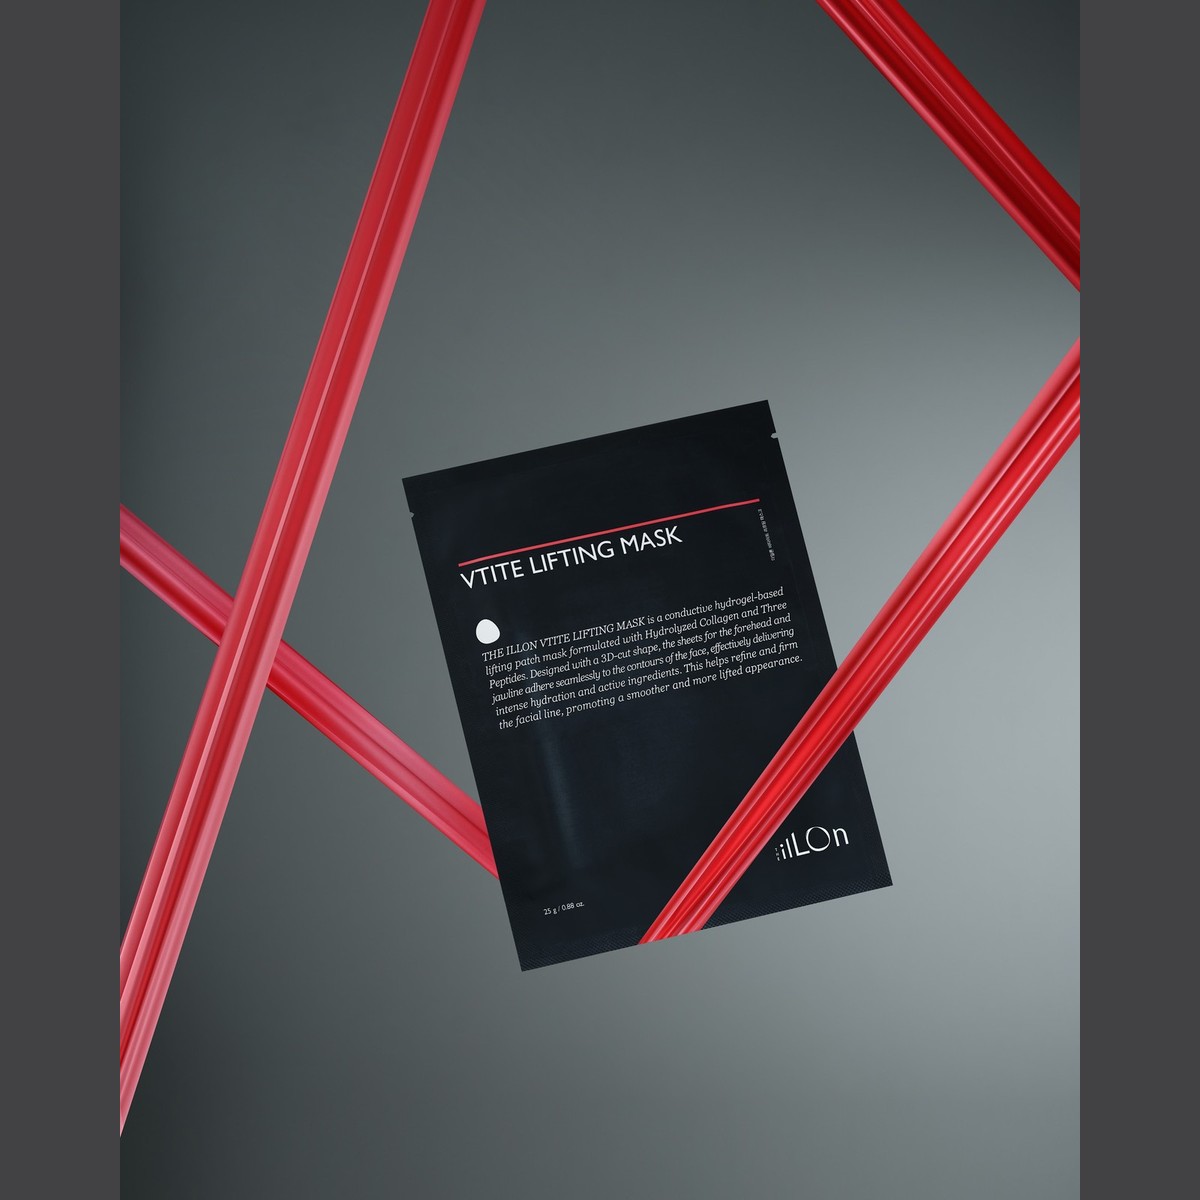 VTITE LIFTING MASK
THE ILLON VTITE LIFTING MASK is a conductive hydrogel-based
lifting patch mask formulated with Hydrolyzed Collagen and Three
Peptides. Designed with a 3D-cut shape, the sheets for the forehead and
jawline adhere seamlessly to the contours of the face, effectively delivering
intense hydration and active ingredients. This helps refine and firm
the facial line, promoting a smoother and more lifted appearance.
THE illOn
25 g / 0.88 oz.